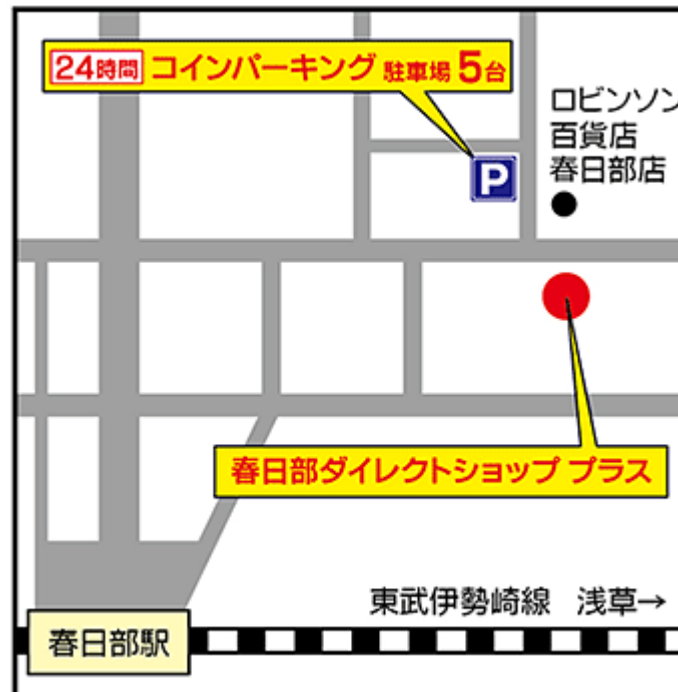 24時間 コインパーキング 駐車場 5台
ロビンソン
百貨店
春日部店
P
春日部ダイレクトショップ プラス
東武伊勢崎線 浅草→
春日部駅